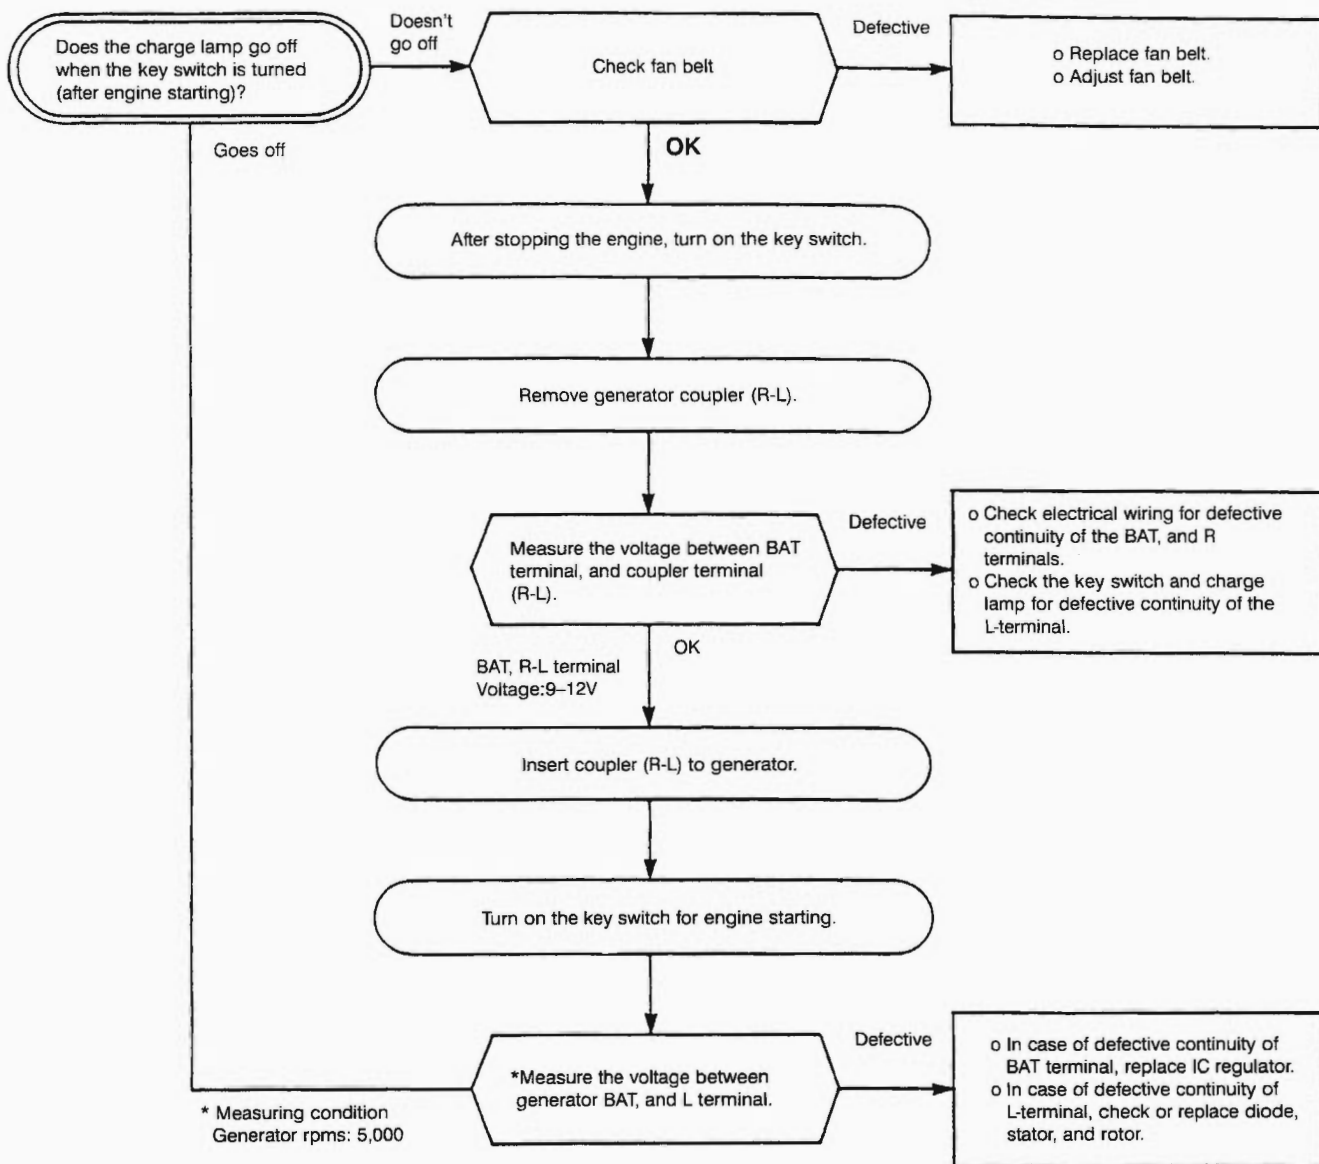 Does the charge lamp go off
when the key switch is turned
(after engine starting)?
Doesn't
go off
Check fan belt
Defective
o Replace fan belt.
o Adjust fan belt.
Goes off
OK
After stopping the engine, turn on the key switch.
Remove generator coupler (R-L).
Measure the voltage between BAT
terminal, and coupler terminal
(R-L).
Defective
o Check electrical wiring for defective
continuity of the BAT, and R
terminals.
o Check the key switch and charge
lamp for defective continuity of the
L-terminal.
OK
BAT, R-L terminal
Voltage:9–12V
Insert coupler (R-L) to generator.
Turn on the key switch for engine starting.
*Measure the voltage between
generator BAT, and L terminal.
Defective
o In case of defective continuity of
BAT terminal, replace IC regulator.
o In case of defective continuity of
L-terminal, check or replace diode,
stator, and rotor.
* Measuring condition
Generator rpms: 5,000